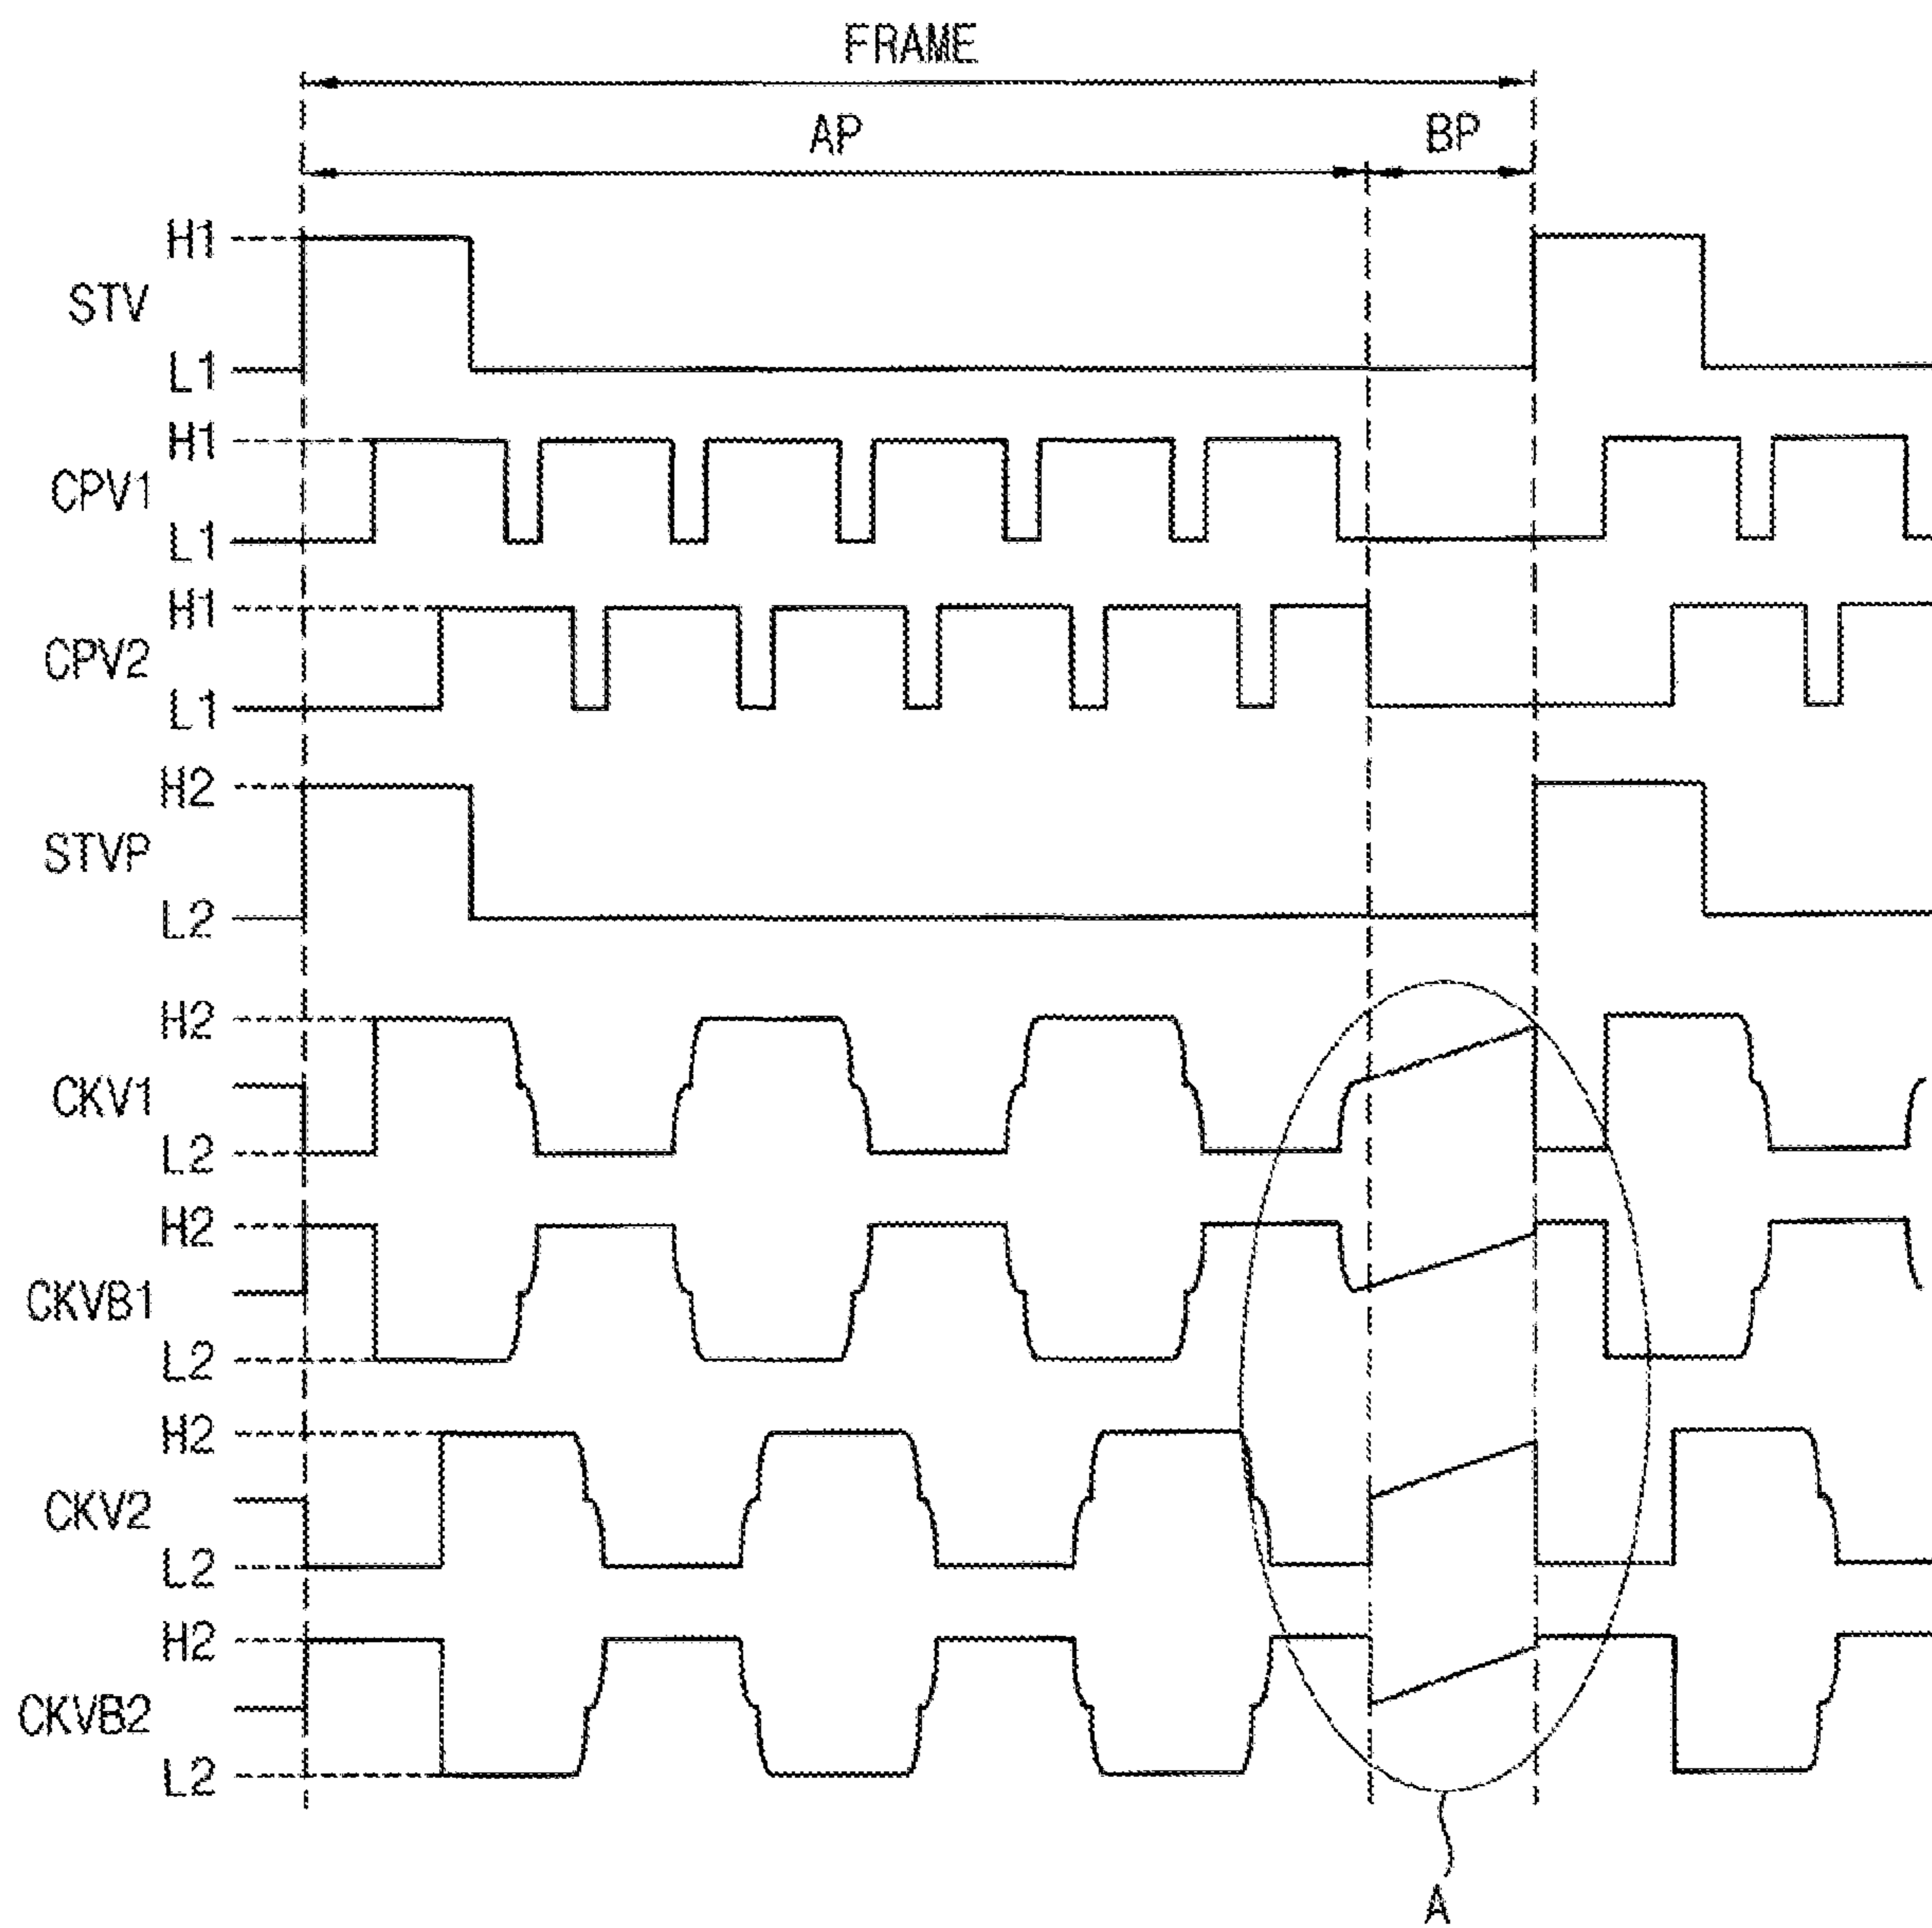 FRAME
AP BP
H1
STV
L1
H1
CPV1
L1
H1
CPV2
L1
H2
STVP
L2
H2
CKV1
L2
H2
CKVB1
L2
H2
CKV2
L2
H2
CKVB2
L2
A